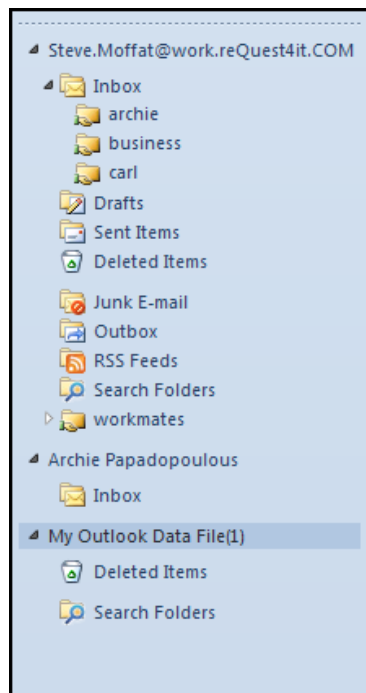 Steve.Moffat@work.reQuest4it.COM
Inbox
archie
business
carl
Drafts
Sent Items
Deleted Items
Junk E-mail
Outbox
RSS Feeds
Search Folders
workmates
Archie Papadopoulous
Inbox
My Outlook Data File(1)
Deleted Items
Search Folders